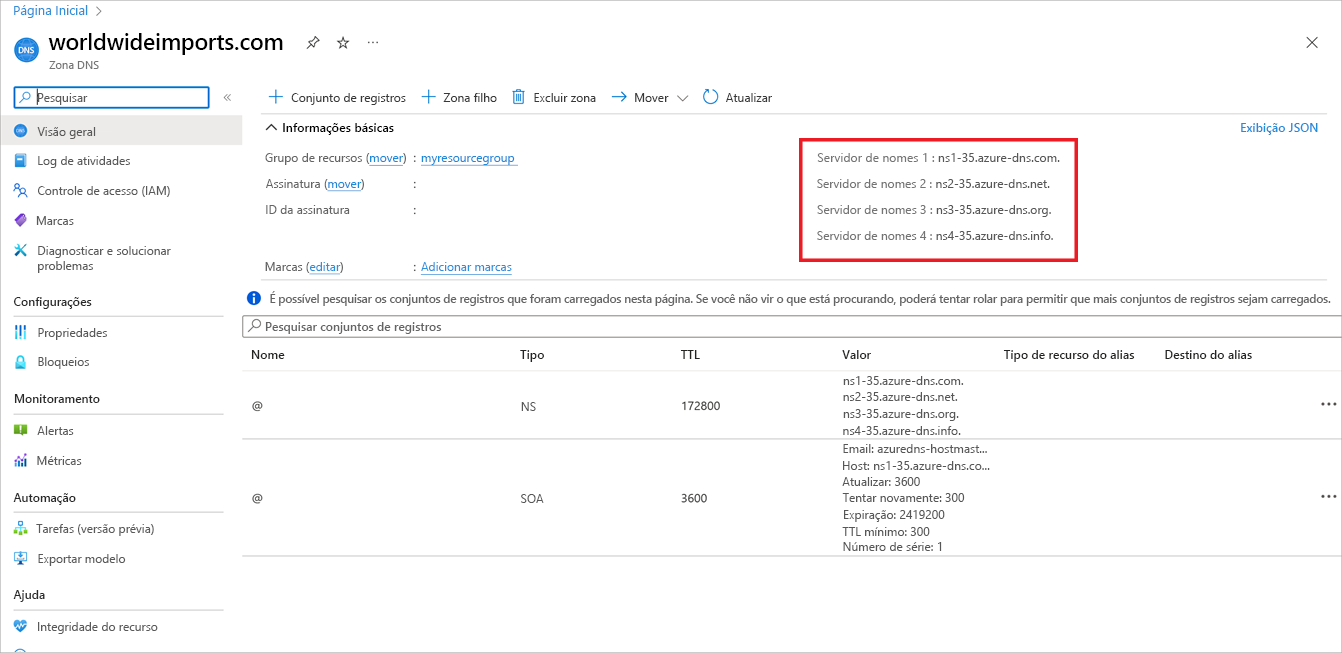 Página Inicial >
DNS
worldwideimports.com
Zona DNS
Pesquisar
Visão geral
Log de atividades
Controle de acesso (IAM)
Marcas
Diagnosticar e solucionar
problemas
Configurações
Propriedades
Bloqueios
Monitoramento
Alertas
Métricas
Automação
Tarefas (versão prévia)
Exportar modelo
Ajuda
Integridade do recurso
Conjunto de registros
Zona filho
Excluir zona
Mover
Atualizar
Informações básicas
Exibição JSON
Grupo de recursos (mover) : myresourcegroup
Assinatura (mover) :
ID da assinatura :
Marcas (editar) : Adicionar marcas
Servidor de nomes 1 : ns1-35.azure-dns.com.
Servidor de nomes 2 : ns2-35.azure-dns.net.
Servidor de nomes 3 : ns3-35.azure-dns.org.
Servidor de nomes 4 : ns4-35.azure-dns.info.
É possível pesquisar os conjuntos de registros que foram carregados nesta página. Se você não vir o que está procurando, poderá tentar rolar para permitir que mais conjuntos de registros sejam carregados.
Pesquisar conjuntos de registros
Nome Tipo TTL Valor Tipo de recurso do alias Destino do alias
@ NS 172800
ns1-35.azure-dns.com.
ns2-35.azure-dns.net.
ns3-35.azure-dns.org.
ns4-35.azure-dns.info.
@ SOA 3600
Email: azuredns-hostmast...
Host: ns1-35.azure-dns.co...
Atualizar: 3600
Tentar novamente: 300
Expiração: 2419200
TTL mínimo: 300
Número de série: 1